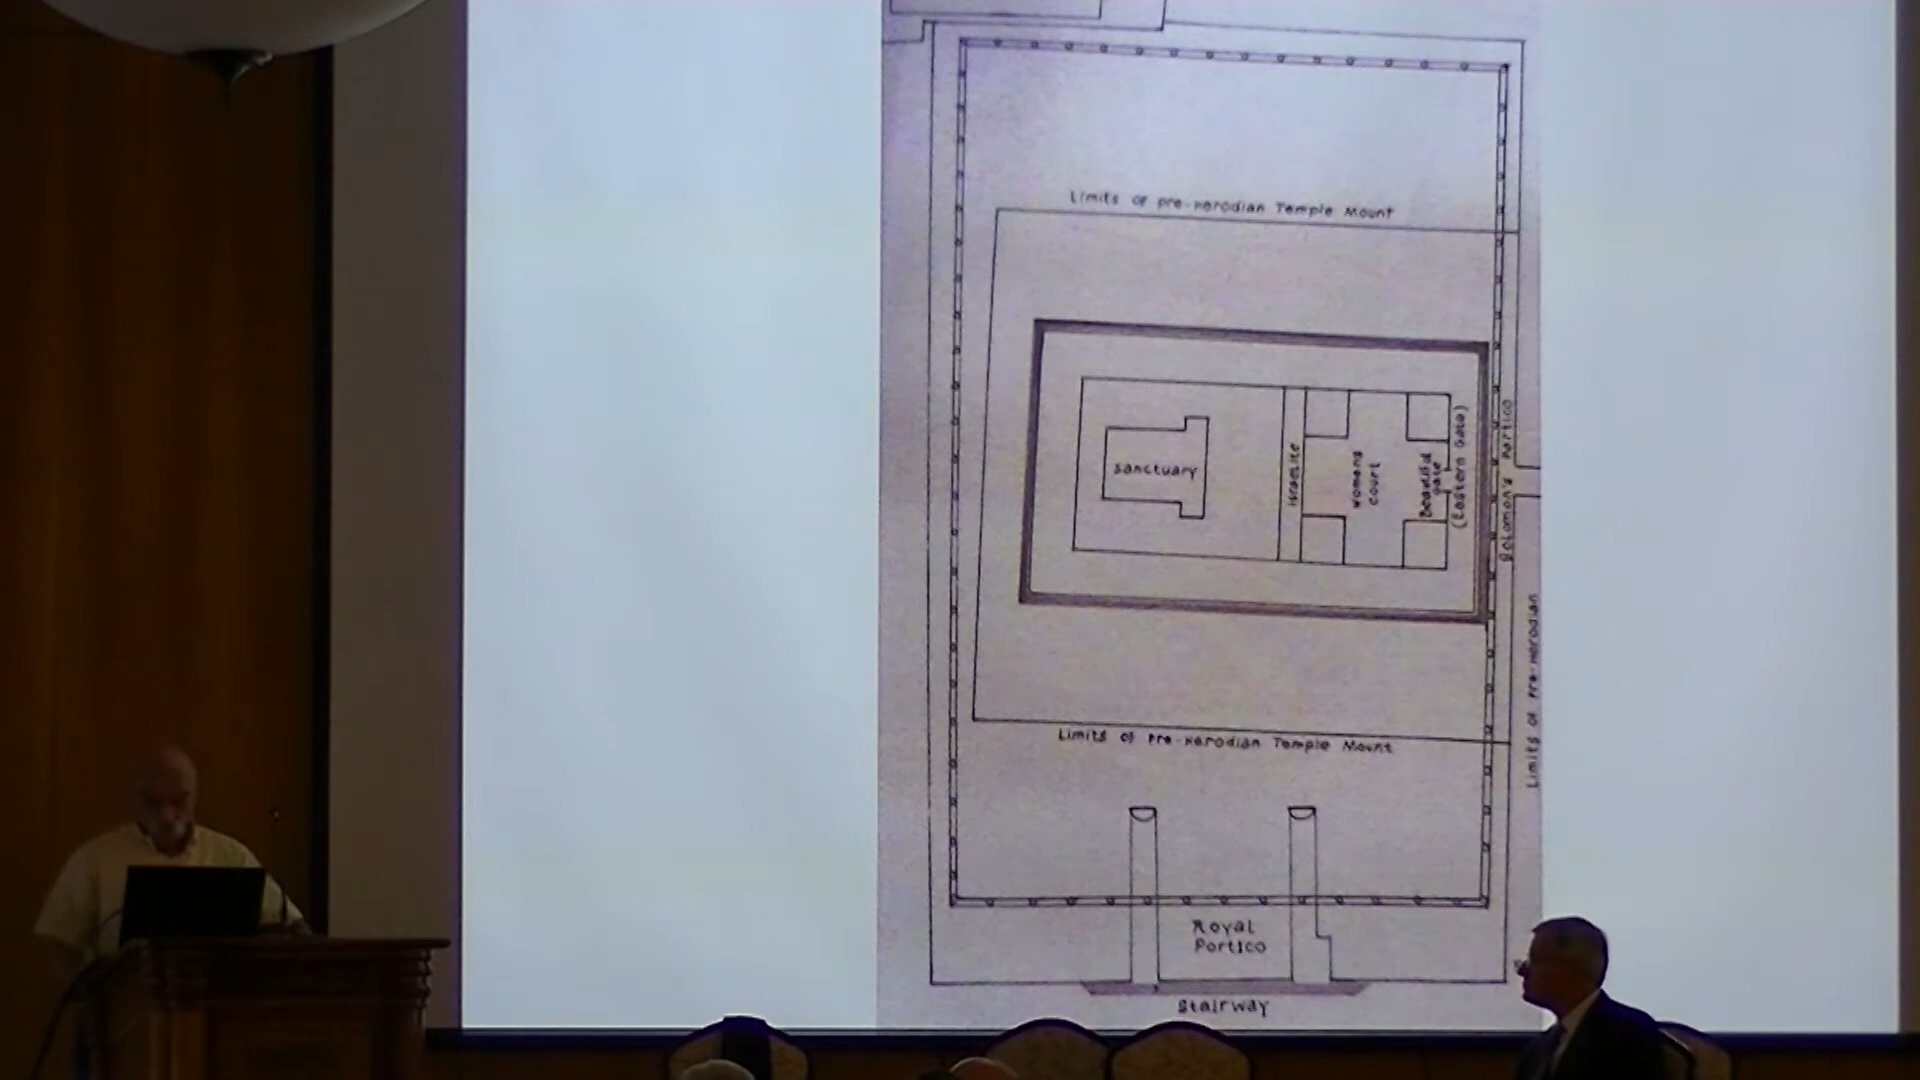 Limits of pre-Herodian Temple Mount
Sanctuary
Israelite
Womens
court
Beautiful
gate
(Eastern Gate)
Solomon's Portico
Limits of Pre-Herodian
Limits of Pre-Herodian Temple Mount
Royal
Portico
Stairway